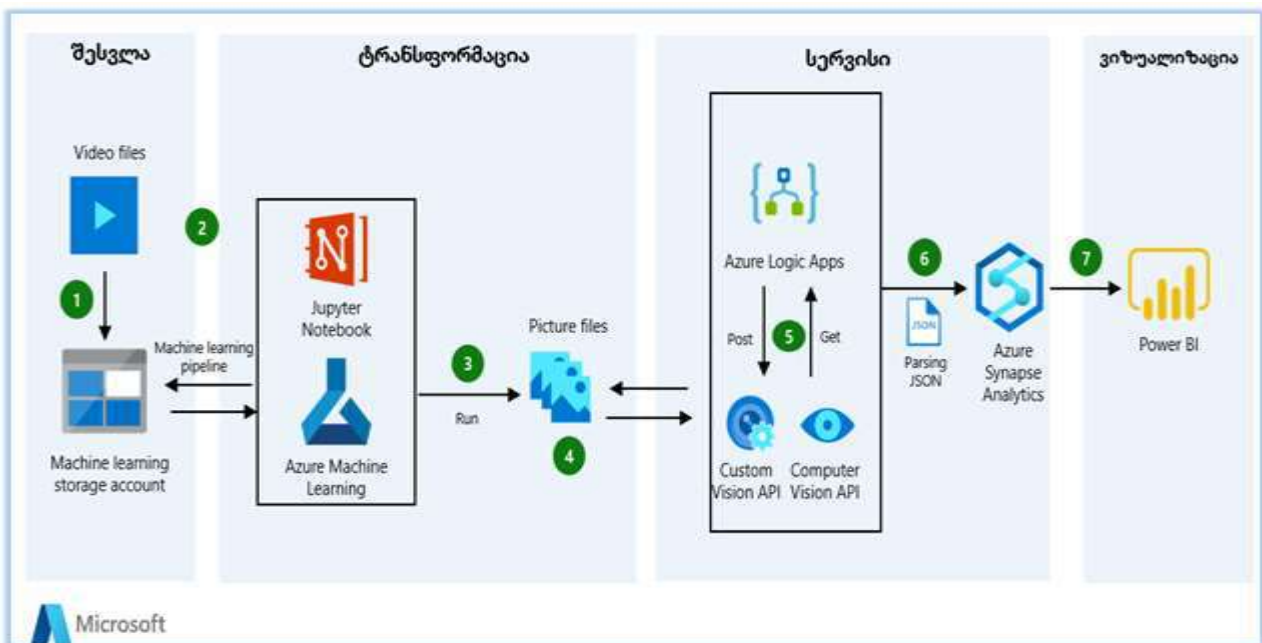 შესვლა
ტრანსფორმაცია
სერვისი
ვიზუალიზაცია
Video files
1
Machine learning
storage account
2
Machine learning
pipeline
Jupyter
Notebook
Azure Machine
Learning
3
Run
Picture files
4
Azure Logic Apps
Post
5
Get
Custom
Vision API
Computer
Vision API
6
JSON
Parsing
JSON
Azure
Synapse
Analytics
7
Power BI
Microsoft